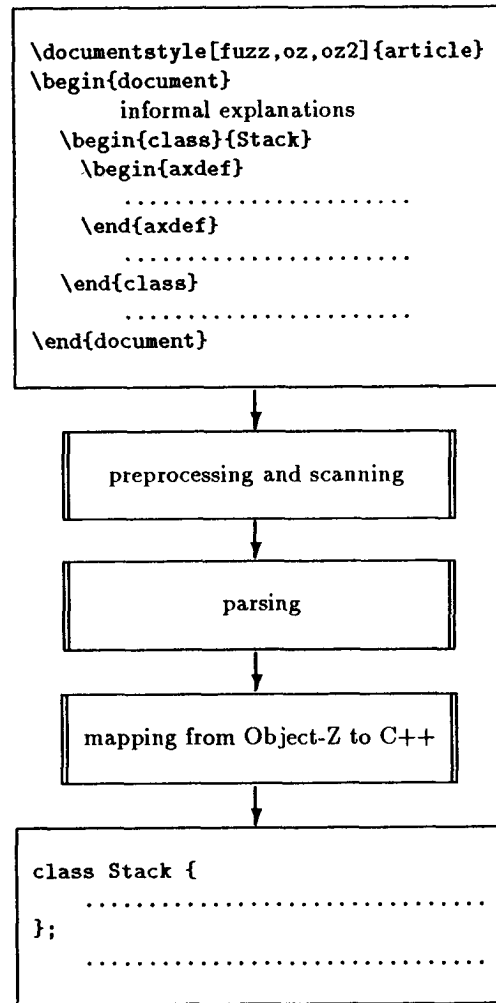 \documentstyle[fuzz,oz,oz2]{article}
\begin{document}
informal explanations
\begin{class}{Stack}
\begin{axdef}
.........................
\end{axdef}
.........................
\end{class}
.........................
\end{document}
preprocessing and scanning
parsing
mapping from Object-Z to C++
class Stack {
..................................
};
..................................